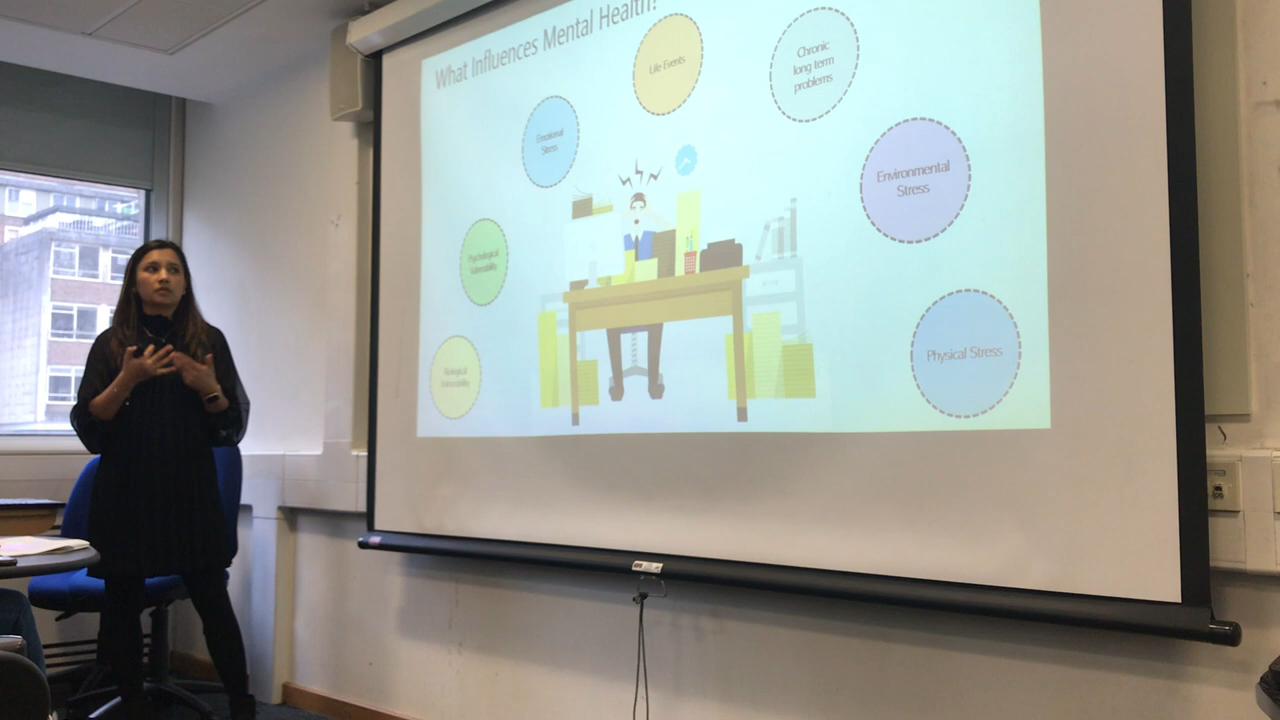 What Influences Mental Health?
Life Events
Chronic
long term
problems
Emotional
Stress
Environmental
Stress
Psychological
Vulnerability
Physical Stress
Biological
Vulnerability